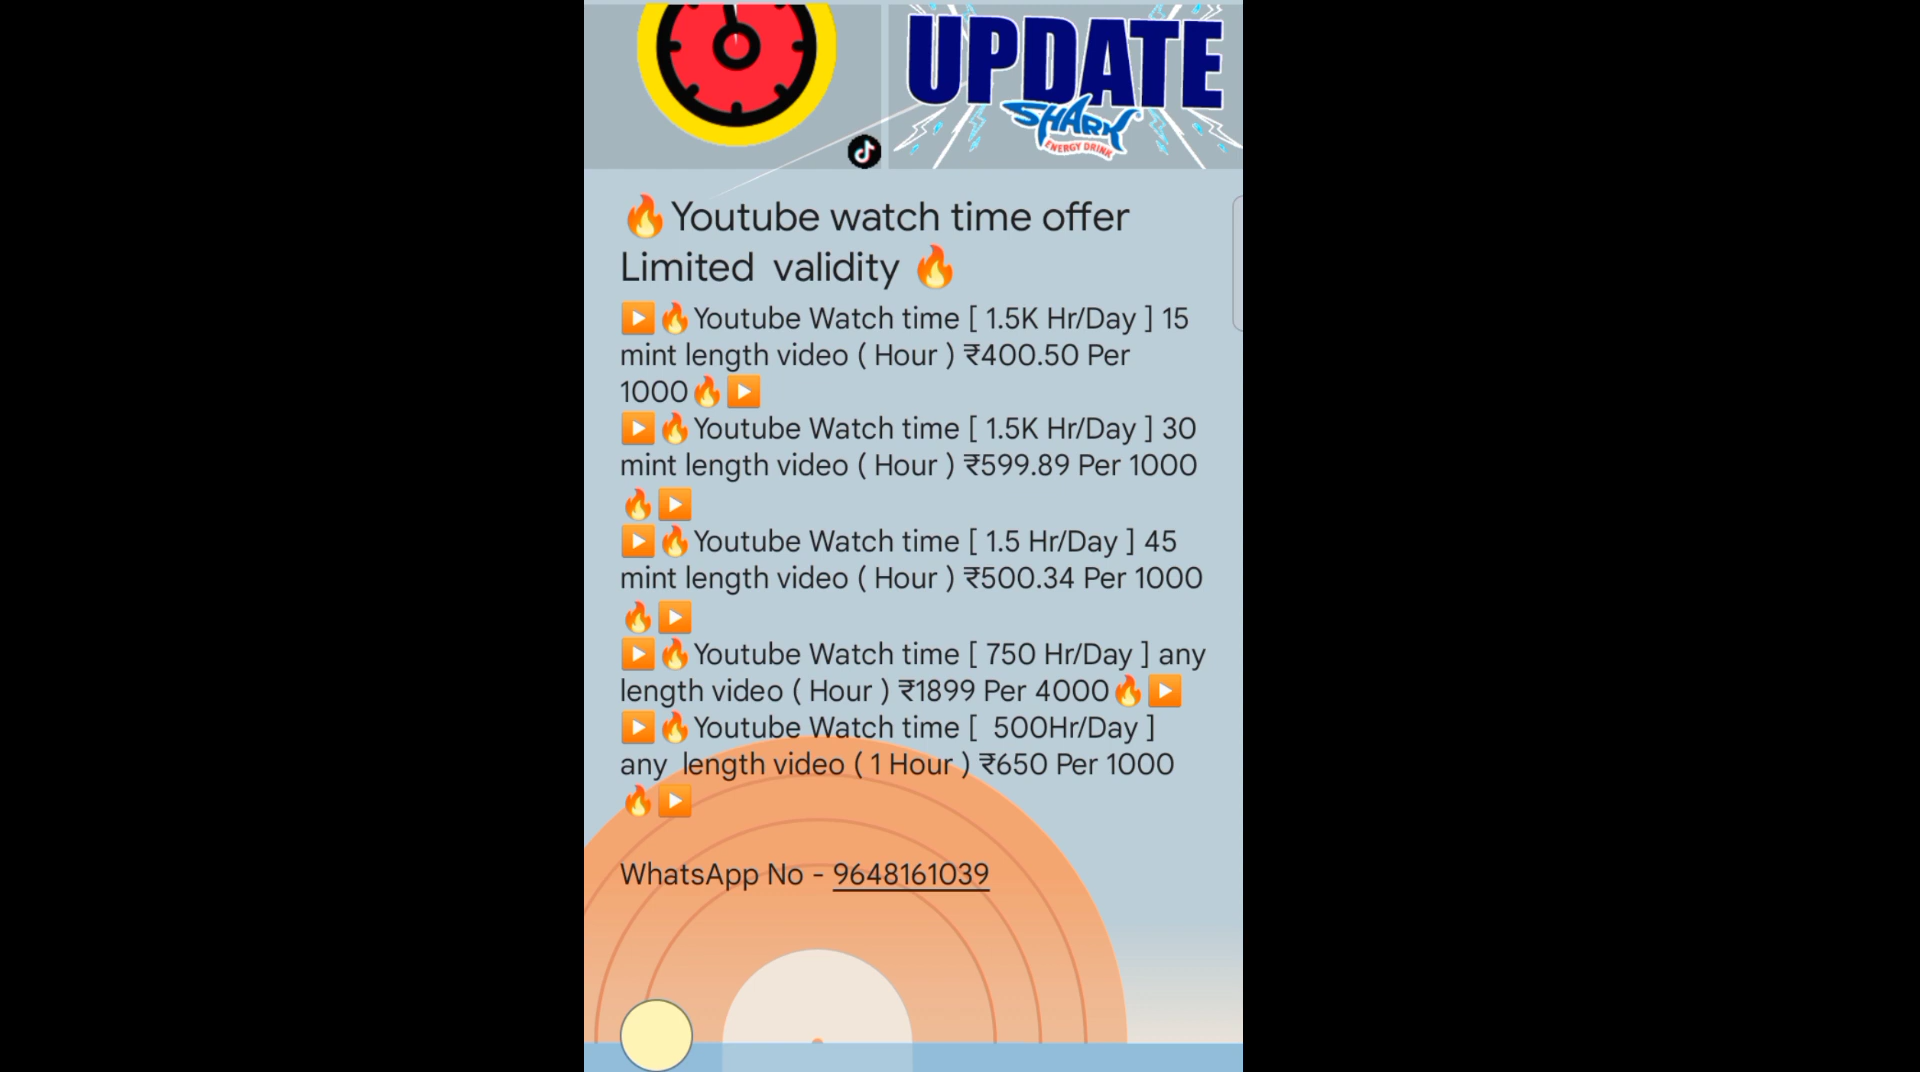 UPDATE
SHARK
ENERGY DRINK
🔥Youtube watch time offer
Limited  validity 🔥
▶️🔥Youtube Watch time [ 1.5K Hr/Day ] 15
mint length video ( Hour ) ₹400.50 Per
1000🔥▶️
▶️🔥Youtube Watch time [ 1.5K Hr/Day ] 30
mint length video ( Hour ) ₹599.89 Per 1000
🔥▶️
▶️🔥Youtube Watch time [ 1.5 Hr/Day ] 45
mint length video ( Hour ) ₹500.34 Per 1000
🔥▶️
▶️🔥Youtube Watch time [ 750 Hr/Day ] any
length video ( Hour ) ₹1899 Per 4000🔥▶️
▶️🔥Youtube Watch time [  500Hr/Day ]
any  length video ( 1 Hour ) ₹650 Per 1000
🔥▶️
WhatsApp No - 9648161039